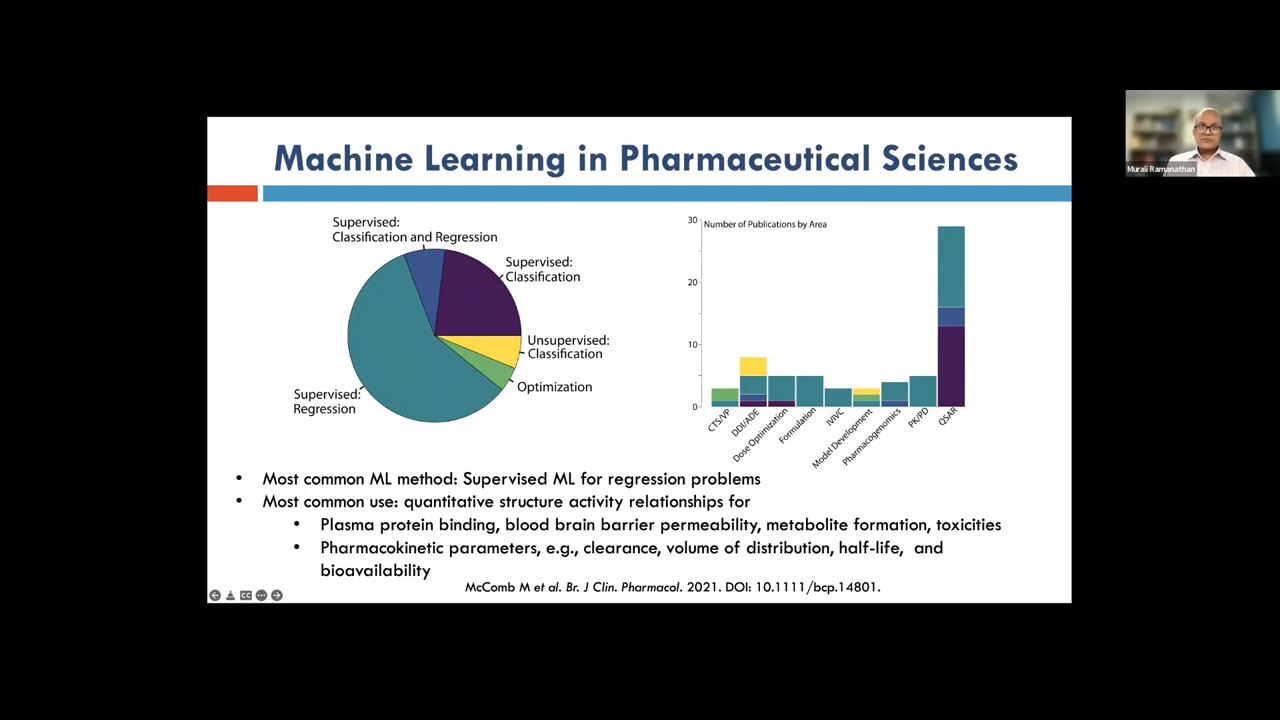 Machine Learning in Pharmaceutical Sciences
Murali Ramanathan
Supervised:
Classification and Regression
Supervised:
Classification
Unsupervised:
Classification
Optimization
Supervised:
Regression
Number of Publications by Area
30
20
10
0
CTS/VP
DDI/ADE
Dose Optimization
Formulation
IVIVC
Model Development
Pharmacogenomics
PK/PD
QSAR
• Most common ML method: Supervised ML for regression problems
• Most common use: quantitative structure activity relationships for
• Plasma protein binding, blood brain barrier permeability, metabolite formation, toxicities
• Pharmacokinetic parameters, e.g., clearance, volume of distribution, half-life, and
bioavailability
McComb M et al. Br. J Clin. Pharmacol. 2021. DOI: 10.1111/bcp.14801.